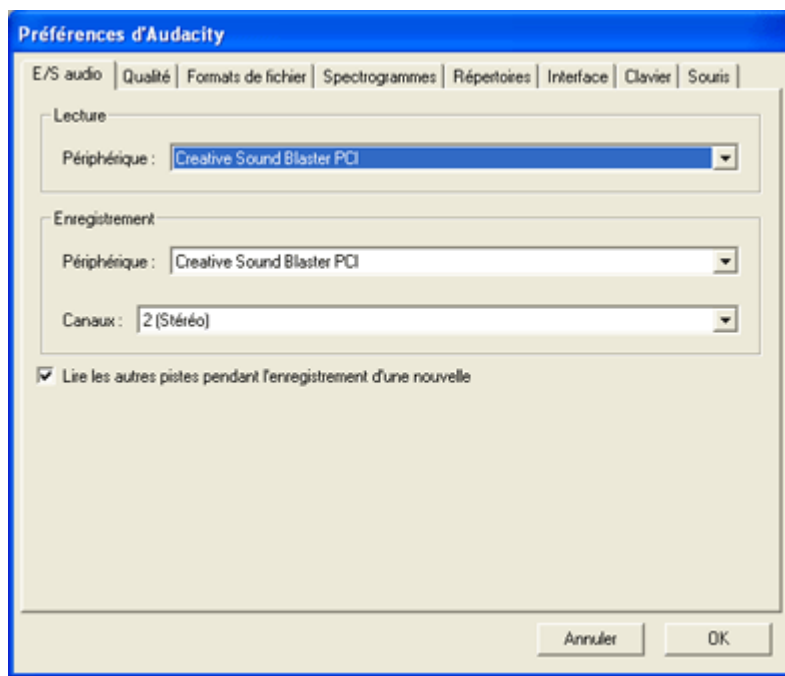 Préférences d'Audacity
E/S audio Qualité Formats de fichier Spectrogrammes Répertoires Interface Clavier Souris
Lecture
Périphérique : Creative Sound Blaster PCI
Enregistrement
Périphérique : Creative Sound Blaster PCI
Canaux : 2 (Stéréo)
Lire les autres pistes pendant l'enregistrement d'une nouvelle
Annuler OK